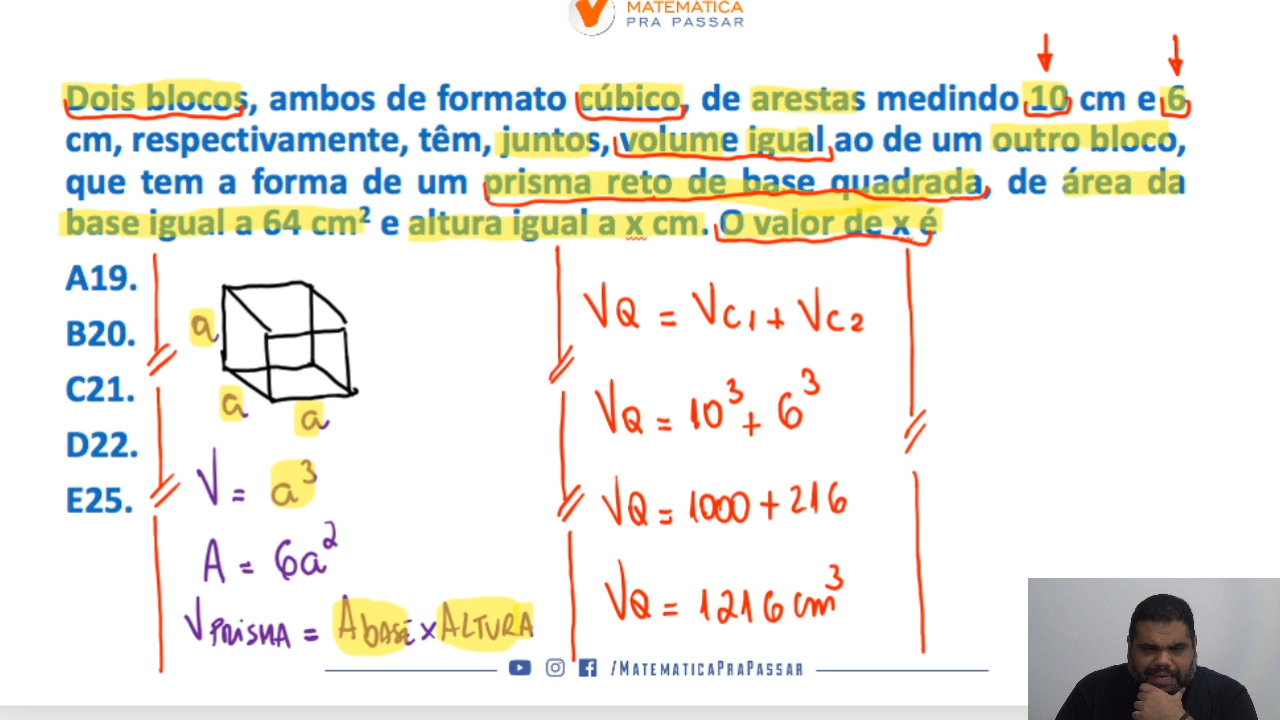 MATEMÁTICA
PRA PASSAR
Dois blocos, ambos de formato cúbico, de arestas medindo 10 cm e 6
cm, respectivamente, têm, juntos, volume igual ao de um outro bloco,
que tem a forma de um prisma reto de base quadrada, de área da
base igual a 64 cm² e altura igual a x cm. O valor de x é
A19.
B20.
C21.
D22.
E25.
a
a
a
V = a³
A = 6a²
VPRISMA = ABASE x ALTURA
VQ = VC1 + VC2
VQ = 10³ + 6³
VQ = 1000 + 216
VQ = 1216 cm³
/MATEMATICAPRAPASSAR